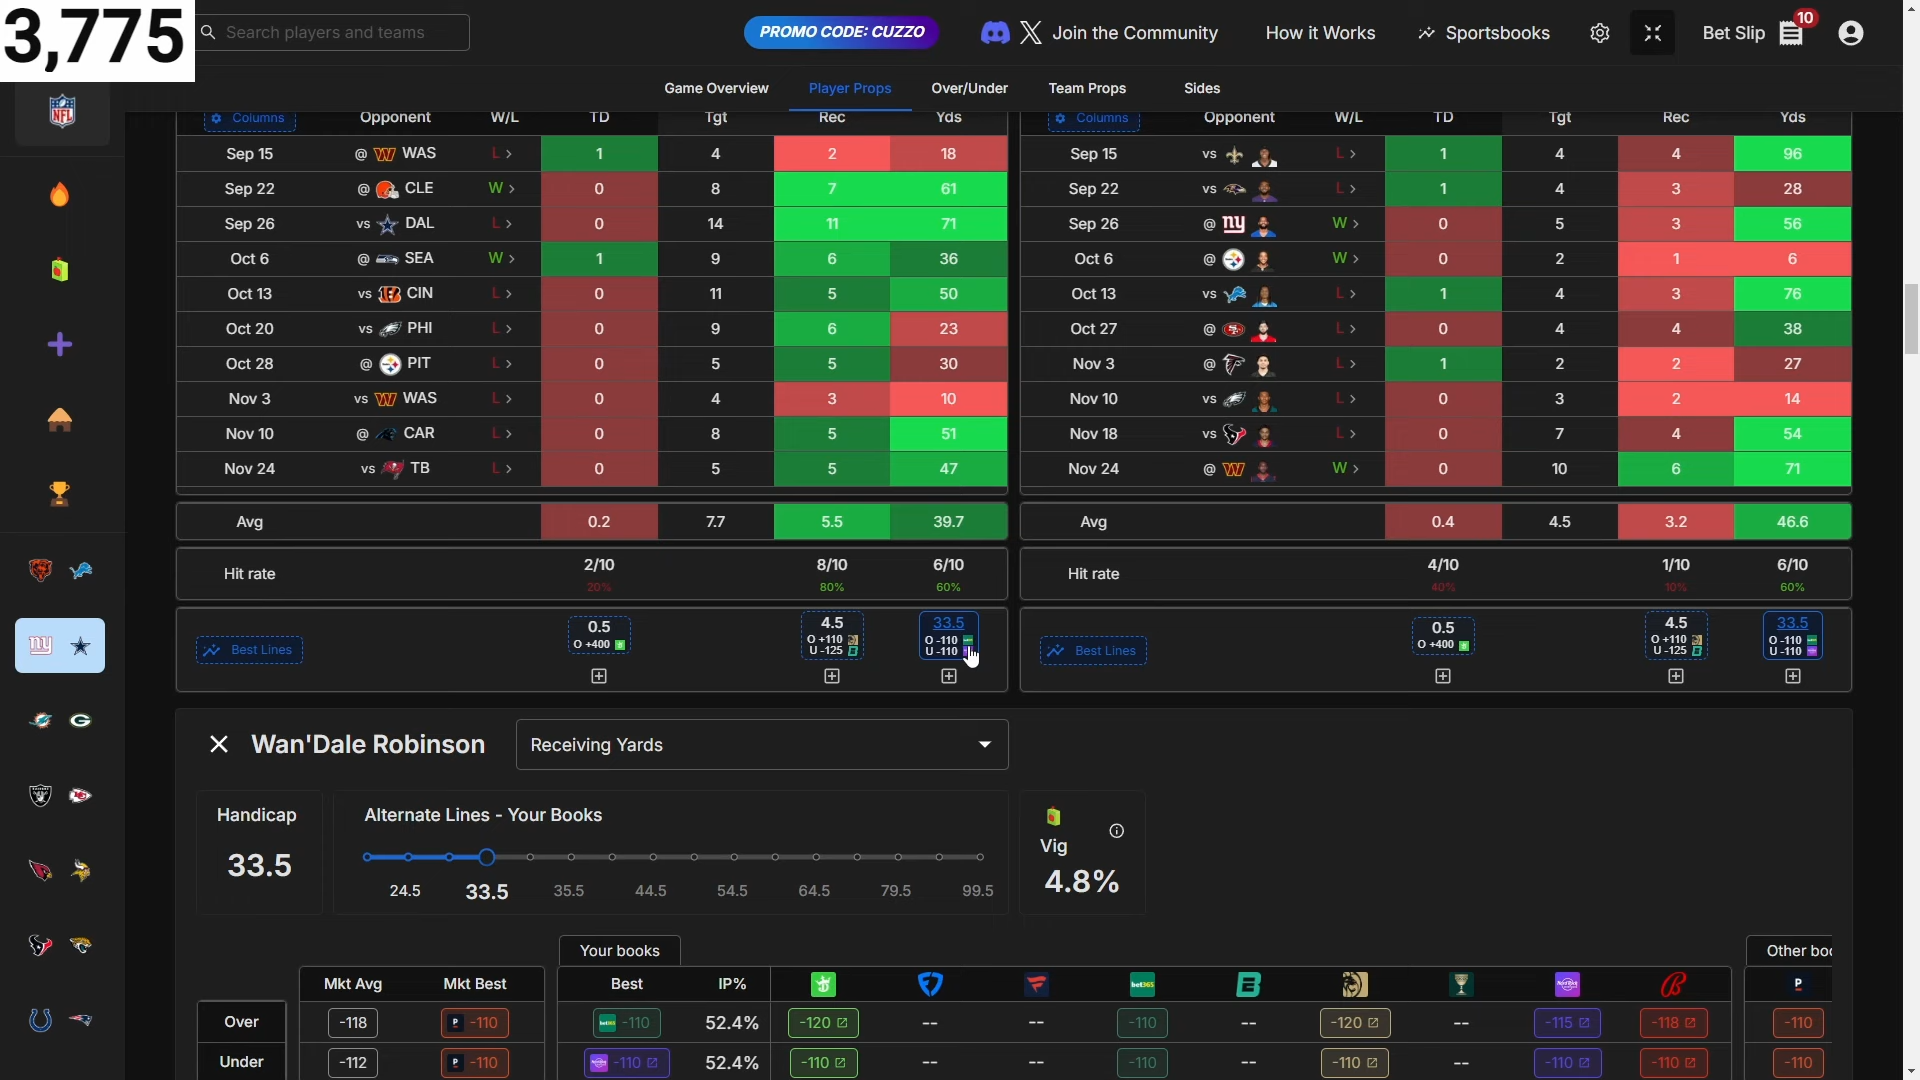 3,775
Search players and teams
PROMO CODE: CUZZO
Join the Community
How it Works
Sportsbooks
Bet Slip
10
Game Overview
Player Props
Over/Under
Team Props
Sides
Columns Opponent W/L TD Tgt Rec Yds
Sep 15 @ WAS L > 1 4 2 18
Sep 22 @ CLE W > 0 8 7 61
Sep 26 vs DAL L > 0 14 11 71
Oct 6 @ SEA W > 1 9 6 36
Oct 13 vs CIN L > 0 11 5 50
Oct 20 vs PHI L > 0 9 6 23
Oct 28 @ PIT L > 0 5 5 30
Nov 3 vs WAS L > 0 4 3 10
Nov 10 @ CAR L > 0 8 5 51
Nov 24 vs TB L > 0 5 5 47
Avg 0.2 7.7 5.5 39.7
Hit rate 2/10 8/10 6/10
20% 80% 60%
Best Lines 0.5 4.5 33.5
O +400 O +110 O -110
U -125 U -110
Columns Opponent W/L TD Tgt Rec Yds
Sep 15 vs L > 1 4 4 96
Sep 22 vs L > 1 4 3 28
Sep 26 @ ny W > 0 5 3 56
Oct 6 @ W > 0 2 1 6
Oct 13 vs L > 1 4 3 76
Oct 27 @ L > 0 4 4 38
Nov 3 @ L > 1 2 2 27
Nov 10 vs L > 0 3 2 14
Nov 18 vs L > 0 7 4 54
Nov 24 @ W > 0 10 6 71
Avg 0.4 4.5 3.2 46.6
Hit rate 4/10 1/10 6/10
40% 10% 60%
Best Lines 0.5 4.5 33.5
O +400 O +110 O -110
U -125 U -110
Wan'Dale Robinson
Receiving Yards
Handicap
33.5
Alternate Lines - Your Books
24.5 33.5 35.5 44.5 54.5 64.5 79.5 99.5
Vig
4.8%
Your books
Other boo
Mkt Avg Mkt Best Best IP% bet365
Over -118 P -110 bet365 -110 52.4% -120 -- -- -110 -- -120 -- -115 -118 -110
Under -112 P -110 -110 52.4% -110 -- -- -110 -- -110 -- -110 -110 -110